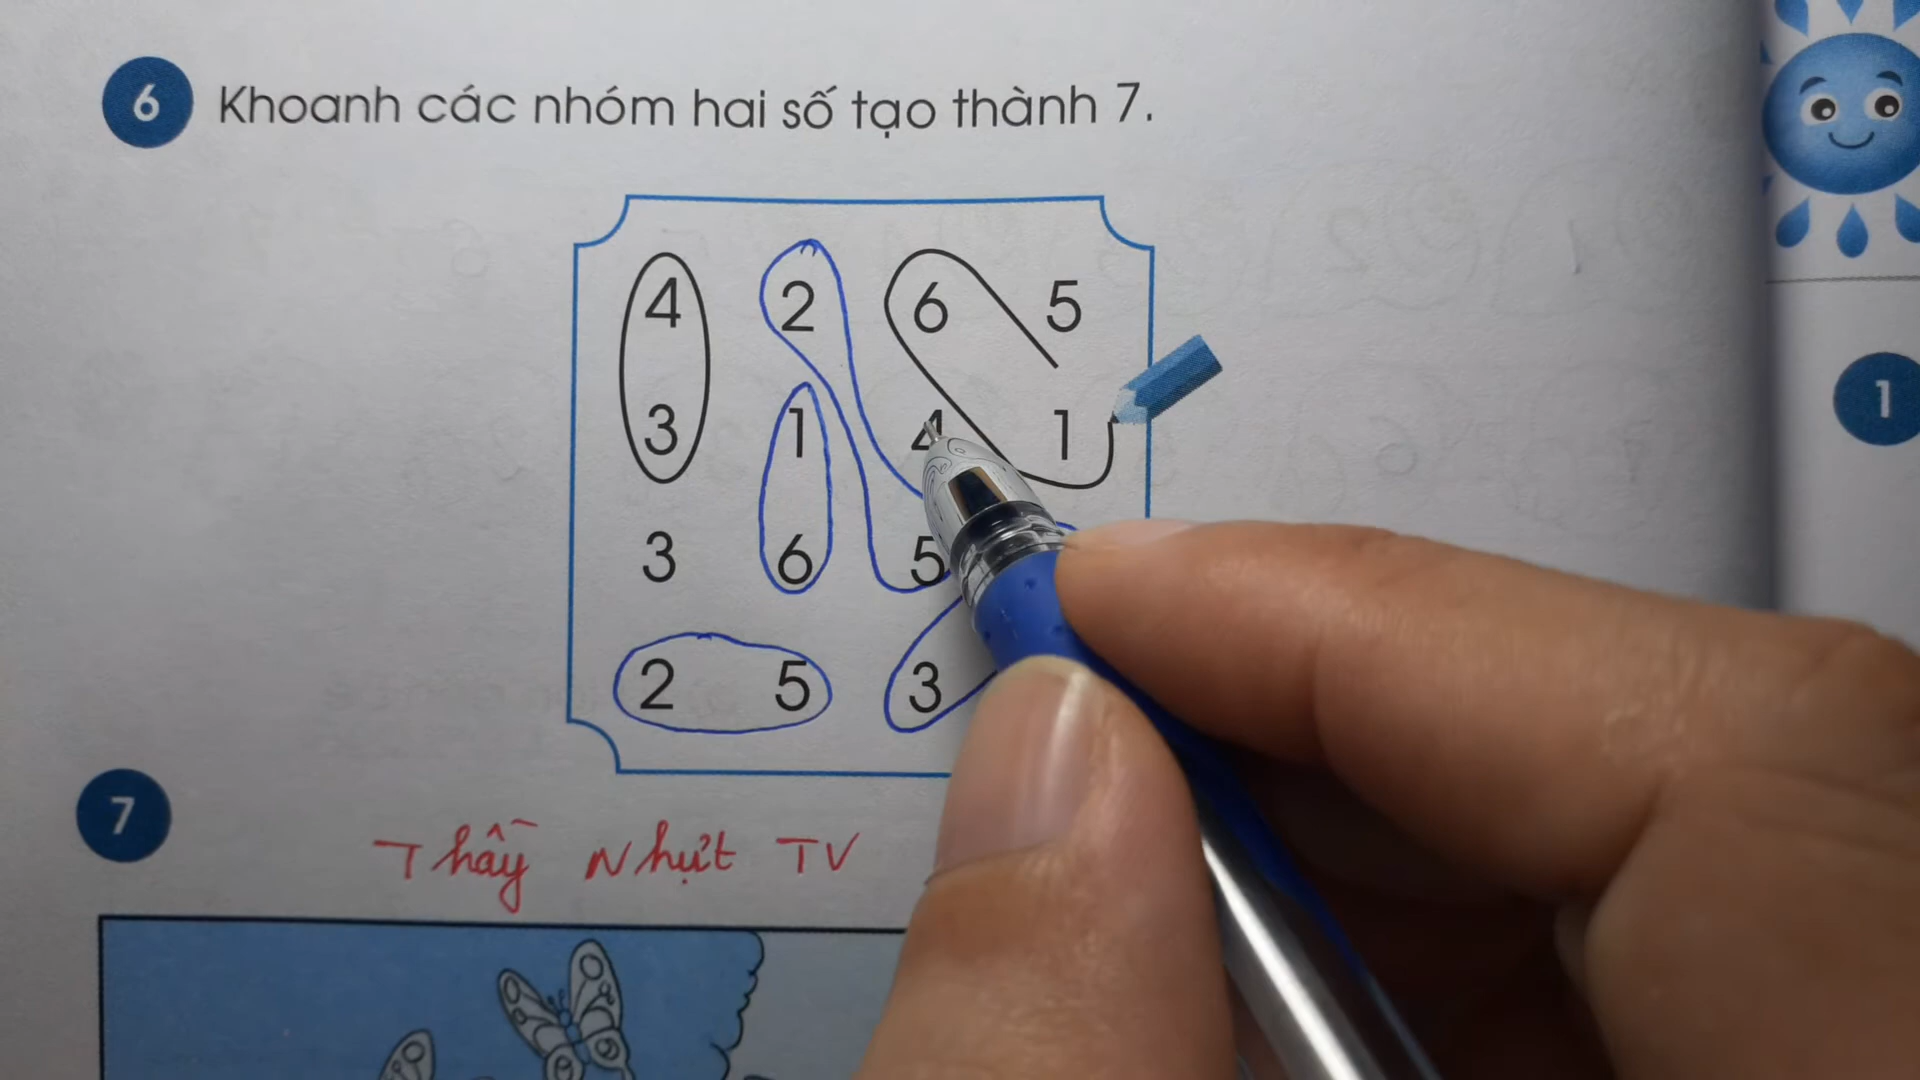 6 Khoanh các nhóm hai số tạo thành 7.
4 2 6 5
3 1 4 1
3 6 5
2 5 3
1
7
Thầy Nhựt TV